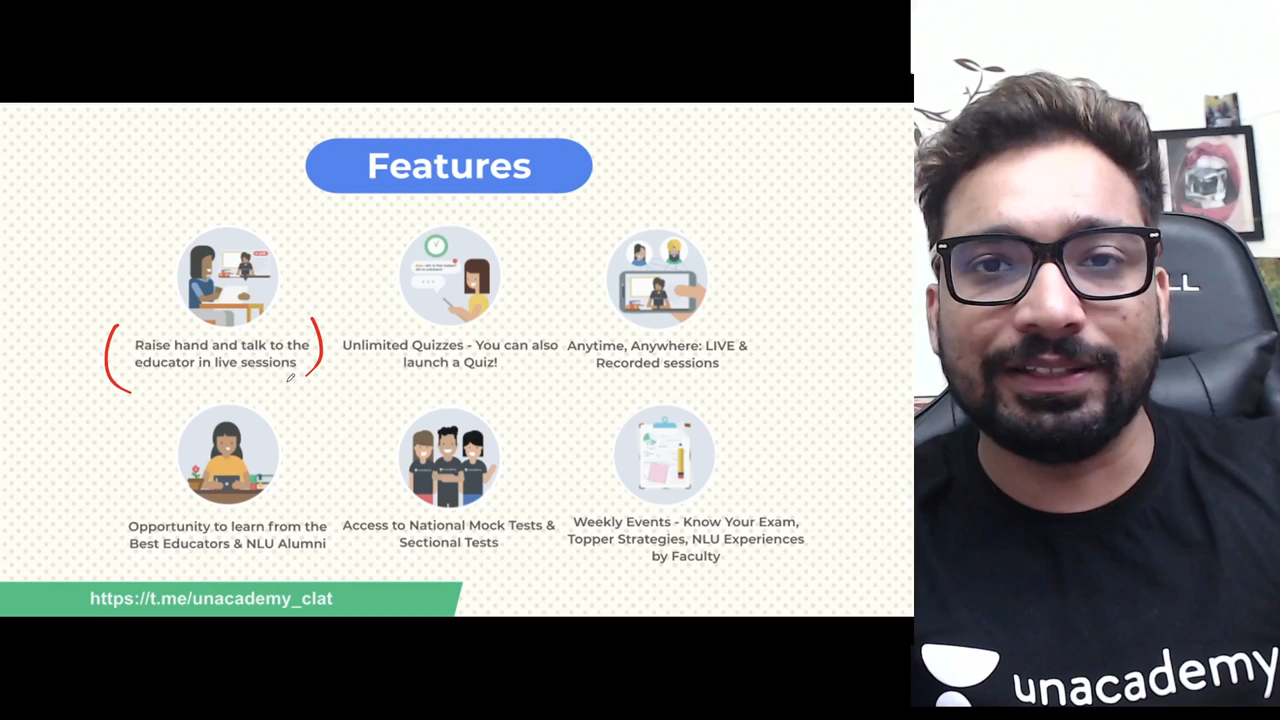 Features
Raise hand and talk to the
educator in live sessions
Unlimited Quizzes - You can also
launch a Quiz!
Anytime, Anywhere: LIVE &
Recorded sessions
Opportunity to learn from the
Best Educators & NLU Alumni
Access to National Mock Tests &
Sectional Tests
Weekly Events - Know Your Exam,
Topper Strategies, NLU Experiences
by Faculty
https://t.me/unacademy_clat
unacademy